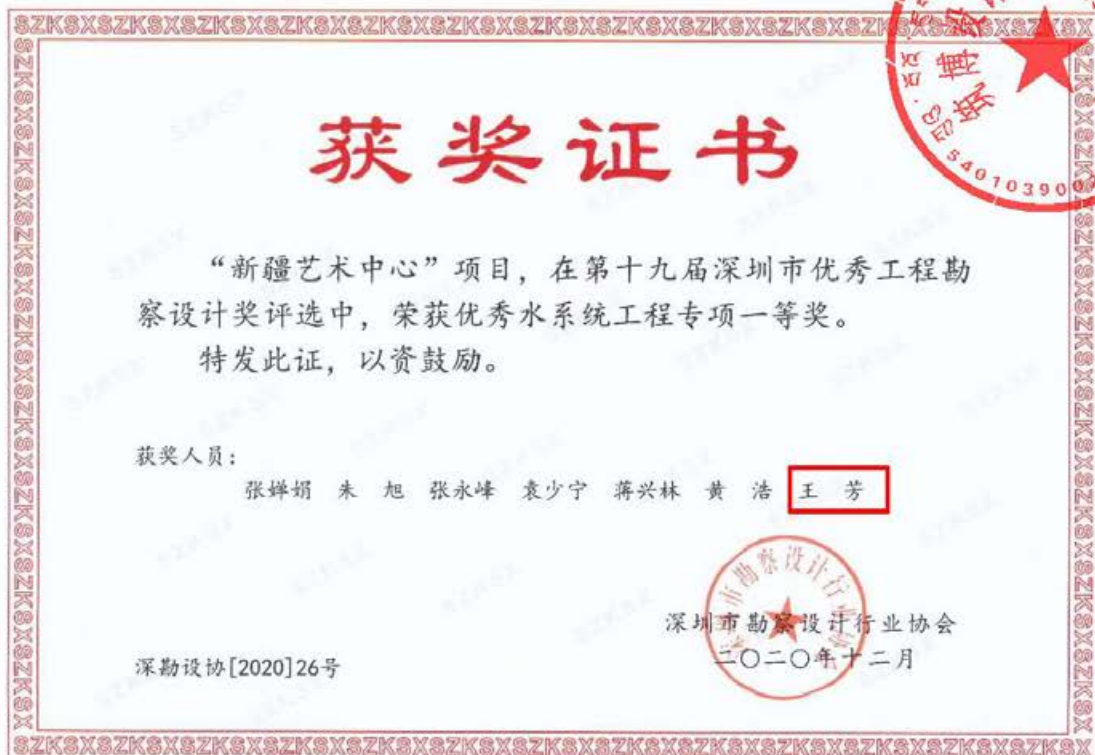 SZKSXSZKSXSZKSXSZKSXSZKSXSZKSXSZKSXSZKSXSZKSXSZKSX
获奖证书
“新疆艺术中心”项目，在第十九届深圳市优秀工程勘
察设计奖评选中，荣获优秀水系统工程专项一等奖。
特发此证，以资鼓励。
获奖人员：
张婵娟 朱 旭 张永峰 袁少宁 蒋兴林 黄 浩 王 芳
深圳市勘察设计行业协会
二〇二〇年十二月
深勘设协[2020]26号
筑博设
54010390